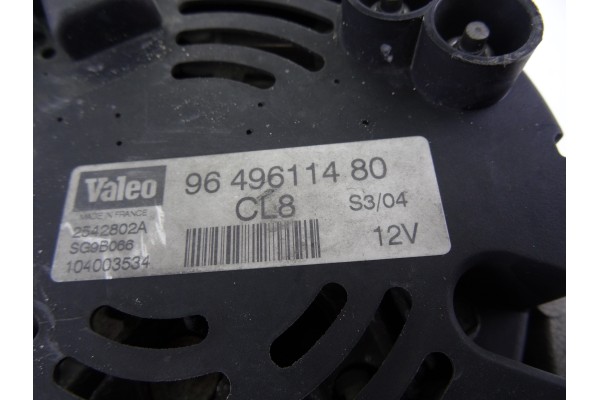 Valeo 96 496114 80
MADE IN FRANCE CL8 S3/04
2542802A
SG9B066 12V
104003534